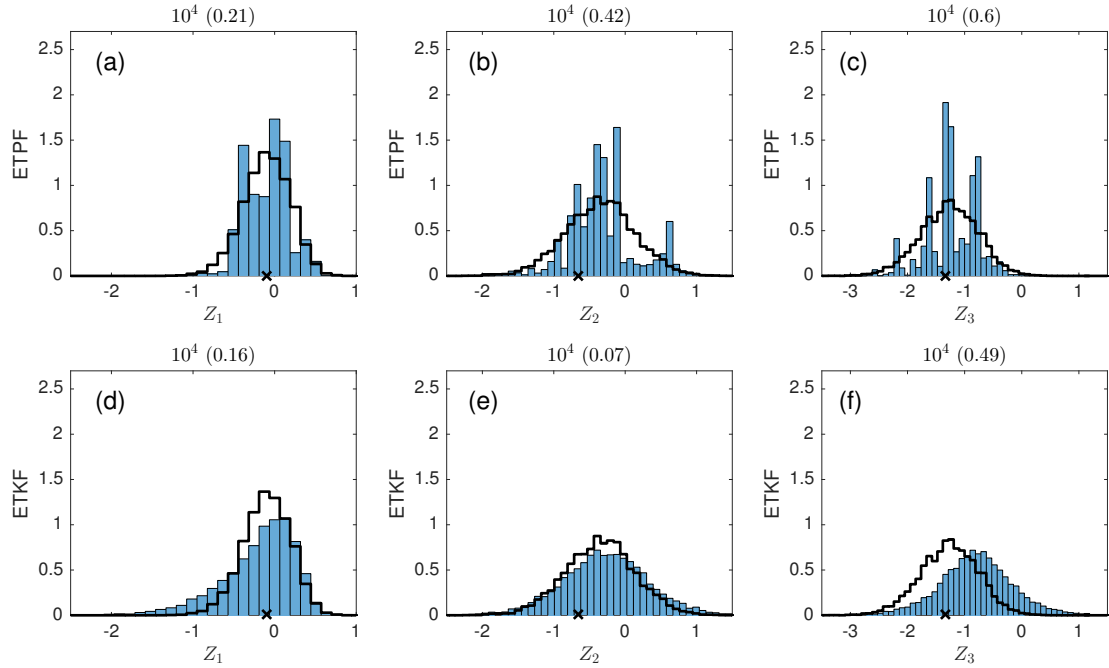 10⁴ (0.21)
(a)
ETPF
2.5
2
1.5
1
0.5
0
-2 -1 0 1
Z₁
10⁴ (0.42)
(b)
ETPF
2.5
2
1.5
1
0.5
0
-2 -1 0 1
Z₂
10⁴ (0.6)
(c)
ETPF
2.5
2
1.5
1
0.5
0
-3 -2 -1 0 1
Z₃
10⁴ (0.16)
(d)
ETKF
2.5
2
1.5
1
0.5
0
-2 -1 0 1
Z₁
10⁴ (0.07)
(e)
ETKF
2.5
2
1.5
1
0.5
0
-2 -1 0 1
Z₂
10⁴ (0.49)
(f)
ETKF
2.5
2
1.5
1
0.5
0
-3 -2 -1 0 1
Z₃